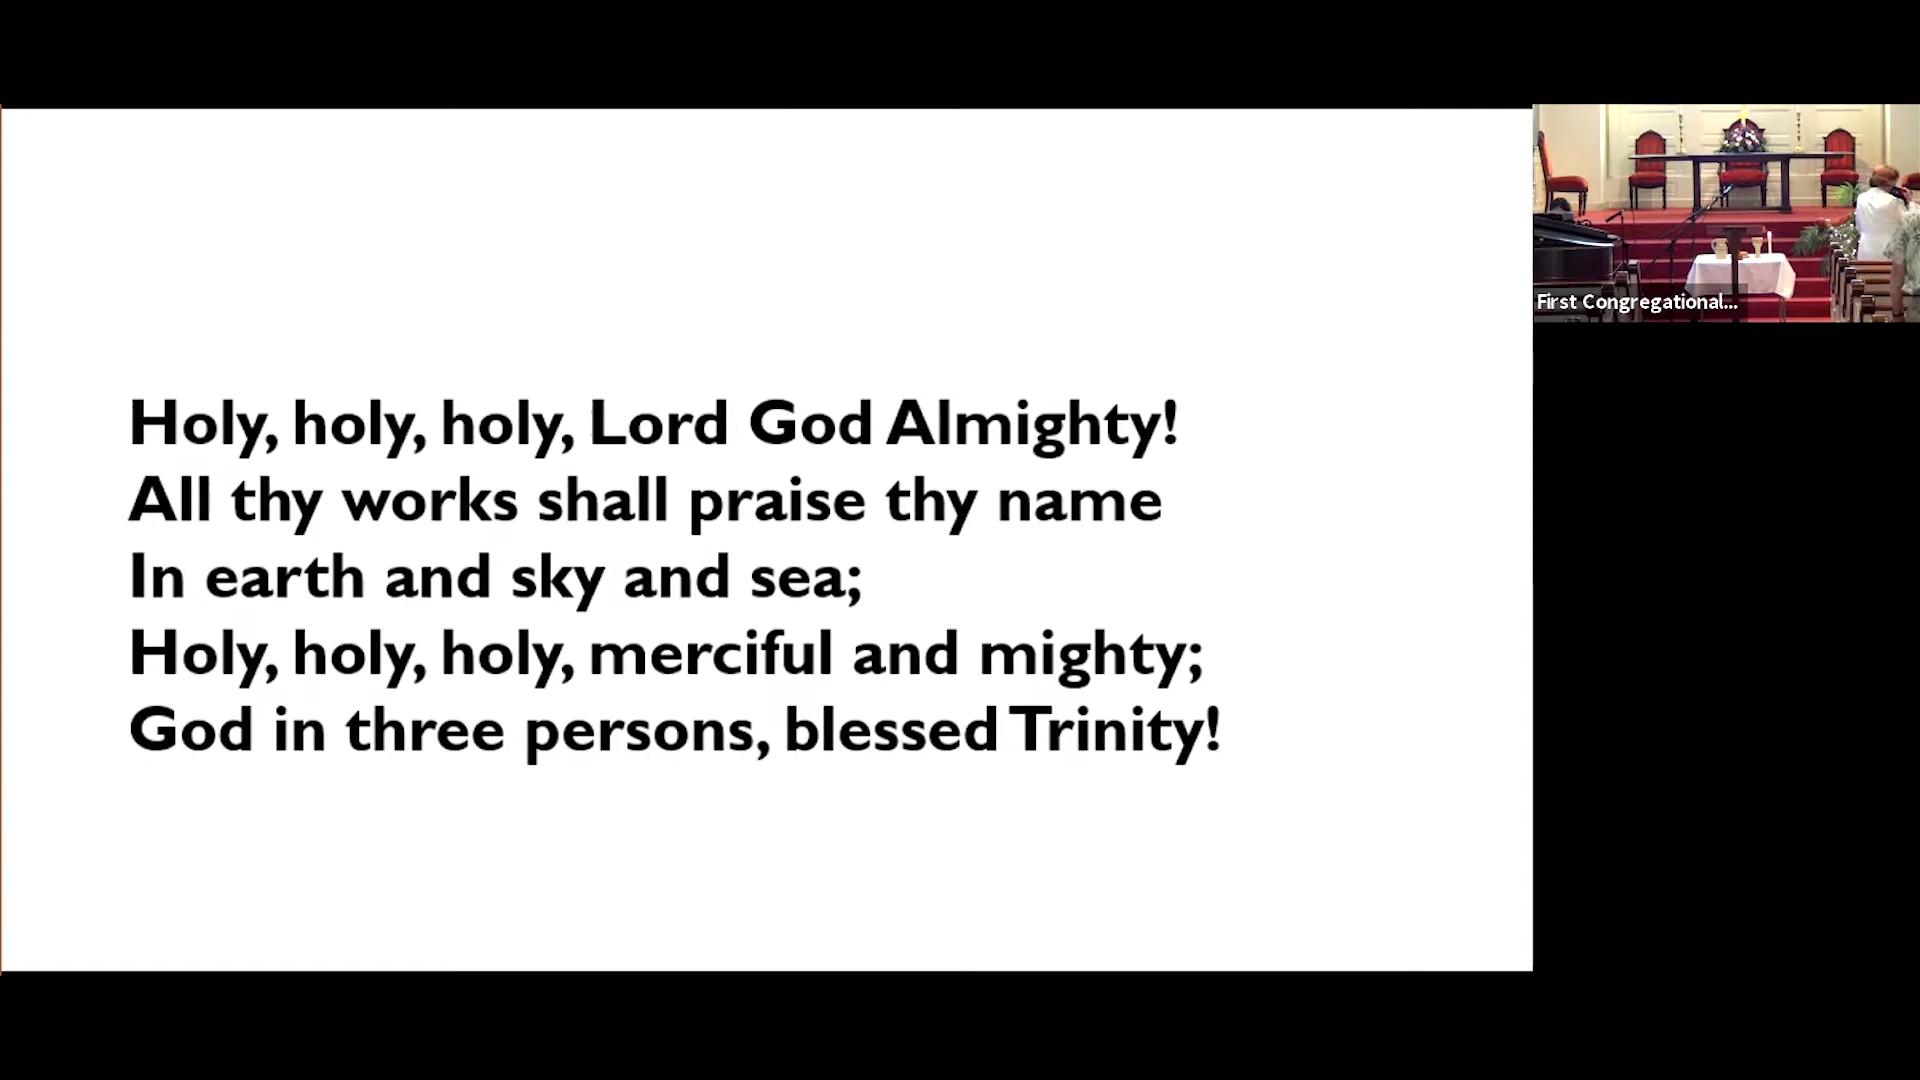 Holy, holy, holy, Lord God Almighty!
All thy works shall praise thy name
In earth and sky and sea;
Holy, holy, holy, merciful and mighty;
God in three persons, blessed Trinity!
First Congregational...